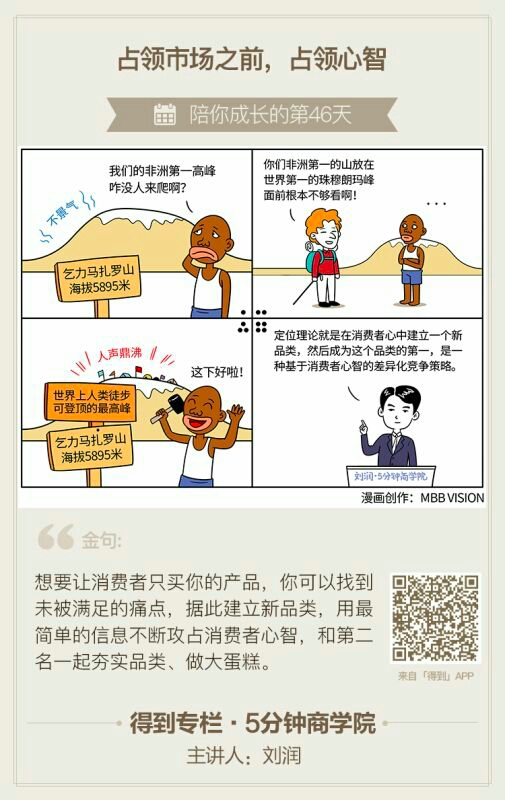 占领市场之前，占领心智
陪你成长的第46天
我们的非洲第一高峰
咋没人来爬啊？
不景气
乞力马扎罗山
海拔5895米
你们非洲第一的山放在
世界第一的珠穆朗玛峰
面前根本不够看啊！
...
人声鼎沸
这下好啦！
世界上人类徒步
可登顶的最高峰
乞力马扎罗山
海拔5895米
定位理论就是在消费者心中建立一个新
品类，然后成为这个品类的第一，是一
种基于消费者心智的差异化竞争策略。
刘润·5分钟商学院
漫画创作：MBB VISION
金句:
想要让消费者只买你的产品，你可以找到
未被满足的痛点，据此建立新品类，用最
简单的信息不断攻占消费者心智，和第二
名一起夯实品类、做大蛋糕。
来自「得到」APP
得到专栏·5分钟商学院
主讲人：刘润